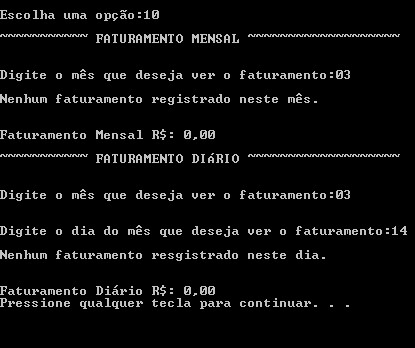 Escolha uma opção:10
~~~~~~~~~~~~~ FATURAMENTO MENSAL ~~~~~~~~~~~~~~~~~~~~~~
Digite o mês que deseja ver o faturamento:03
Nenhum faturamento registrado neste mês.
Faturamento Mensal R$: 0,00
~~~~~~~~~~~~~ FATURAMENTO DIáRIO ~~~~~~~~~~~~~~~~~~~~~~
Digite o mês que deseja ver o faturamento:03
Digite o dia do mês que deseja ver o faturamento:14
Nenhum faturamento resgistrado neste dia.
Faturamento Diário R$: 0,00
Pressione qualquer tecla para continuar. . .